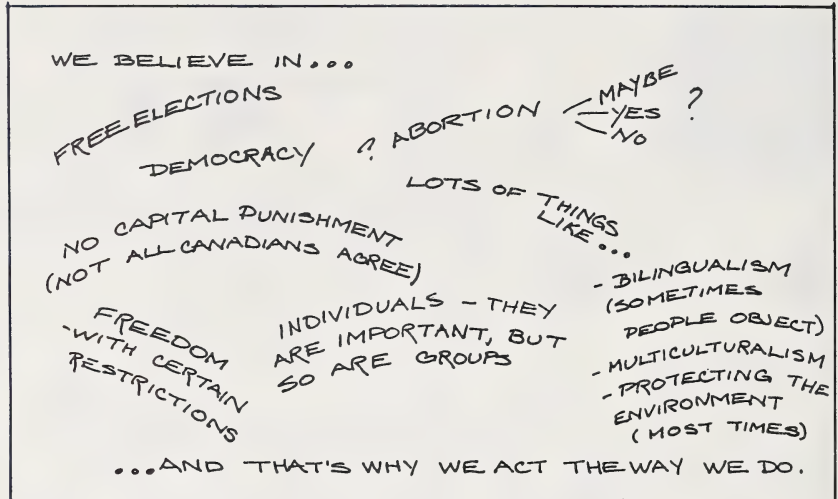 WE BELIEVE IN...
FREE ELECTIONS
DEMOCRACY
? ABORTION
MAYBE
YES ?
NO
LOTS OF THINGS
LIKE...
NO CAPITAL PUNISHMENT
(NOT ALL CANADIANS AGREE)
FREEDOM
-WITH CERTAIN
RESTRICTIONS
INDIVIDUALS - THEY
ARE IMPORTANT, BUT
SO ARE GROUPS
- BILINGUALISM
(SOMETIMES
PEOPLE OBJECT)
- MULTICULTURALISM
- PROTECTING THE
ENVIRONMENT
(MOST TIMES)
...AND THAT'S WHY WE ACT THE WAY WE DO.